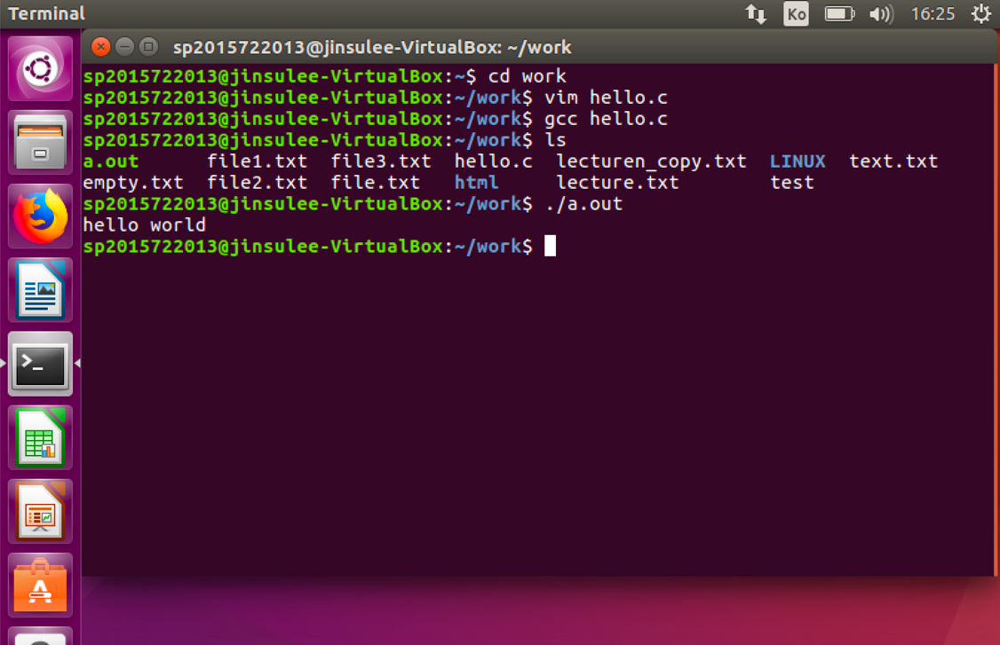 Terminal
Ko
16:25
sp2015722013@jinsulee-VirtualBox: ~/work
sp2015722013@jinsulee-VirtualBox:~$ cd work
sp2015722013@jinsulee-VirtualBox:~/work$ vim hello.c
sp2015722013@jinsulee-VirtualBox:~/work$ gcc hello.c
sp2015722013@jinsulee-VirtualBox:~/work$ ls
a.out      file1.txt  file3.txt  hello.c  lecturen_copy.txt  LINUX  text.txt
empty.txt  file2.txt  file.txt   html     lecture.txt        test
sp2015722013@jinsulee-VirtualBox:~/work$ ./a.out
hello world
sp2015722013@jinsulee-VirtualBox:~/work$